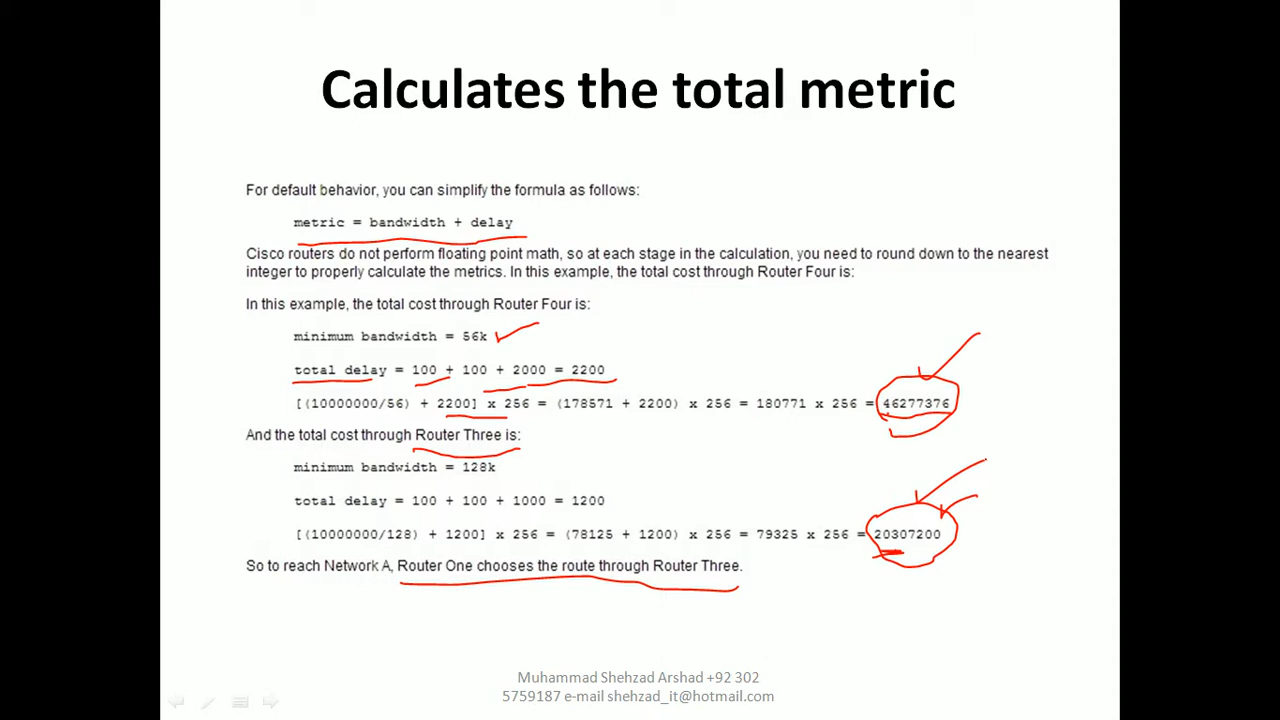 Calculates the total metric
For default behavior, you can simplify the formula as follows:
metric = bandwidth + delay
Cisco routers do not perform floating point math, so at each stage in the calculation, you need to round down to the nearest
integer to properly calculate the metrics. In this example, the total cost through Router Four is:
In this example, the total cost through Router Four is:
minimum bandwidth = 56k
total delay = 100 + 100 + 2000 = 2200
[(10000000/56) + 2200] x 256 = (178571 + 2200) x 256 = 180771 x 256 = 46277376
And the total cost through Router Three is:
minimum bandwidth = 128k
total delay = 100 + 100 + 1000 = 1200
[(10000000/128) + 1200] x 256 = (78125 + 1200) x 256 = 79325 x 256 = 20307200
So to reach Network A, Router One chooses the route through Router Three.
Muhammad Shehzad Arshad +92 302
5759187 e-mail shehzad_it@hotmail.com